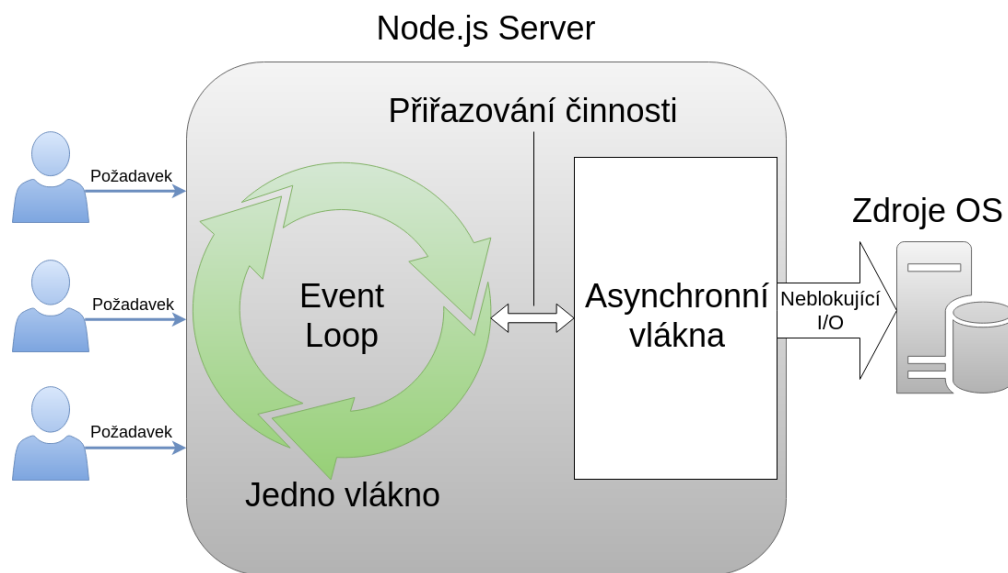 Node.js Server
Přiřazování činnosti
Požadavek
Zdroje OS
Event
Loop
Požadavek
Asynchronní
vlákna
Neblokující
I/O
Požadavek
Jedno vlákno